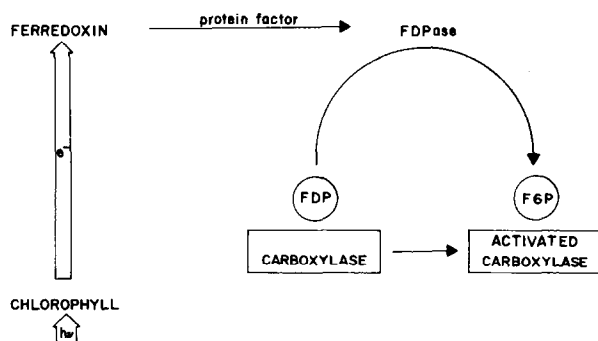 FERREDOXIN
protein factor
FDPase
e⁻
FDP
F6P
CARBOXYLASE
ACTIVATED
CARBOXYLASE
CHLOROPHYLL
hν